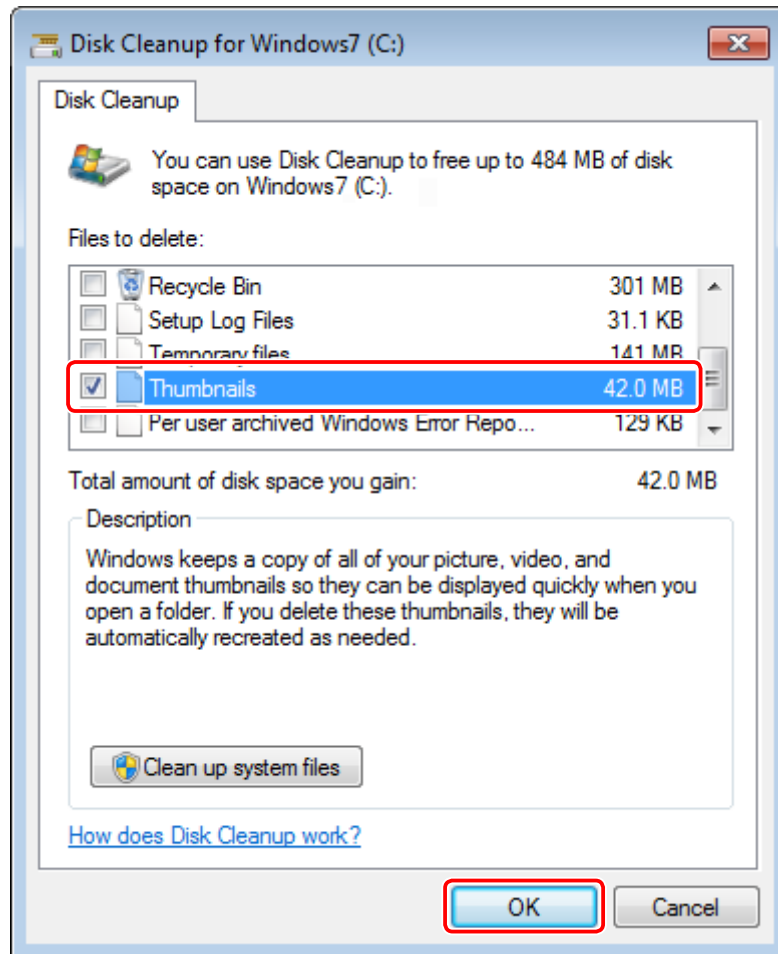 Disk Cleanup for Windows7 (C:)
Disk Cleanup
You can use Disk Cleanup to free up to 484 MB of disk
space on Windows7 (C:).
Files to delete:
Recycle Bin 301 MB
Setup Log Files 31.1 KB
Temporary files 141 MB
Thumbnails 42.0 MB
Per user archived Windows Error Repo... 129 KB
Total amount of disk space you gain: 42.0 MB
Description
Windows keeps a copy of all of your picture, video, and
document thumbnails so they can be displayed quickly when you
open a folder. If you delete these thumbnails, they will be
automatically recreated as needed.
Clean up system files
How does Disk Cleanup work?
OK Cancel